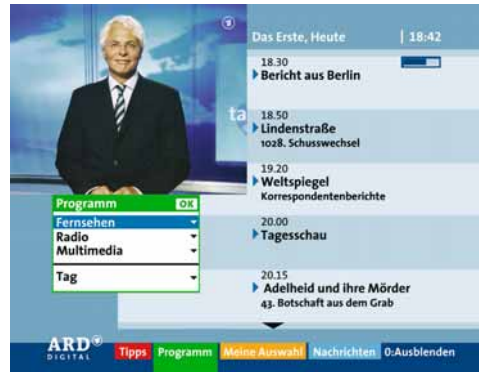 Das Erste, Heute | 18:42
18.30
Bericht aus Berlin
ta
18.50
Lindenstraße
1028. Schusswechsel
19.20
Weltspiegel
Korrespondentenberichte
20.00
Tagesschau
20.15
Adelheid und ihre Mörder
43. Botschaft aus dem Grab
Programm OK
Fernsehen
Radio
Multimedia
Tag
ARD
DIGITAL
Tipps Programm Meine Auswahl Nachrichten 0:Ausblenden